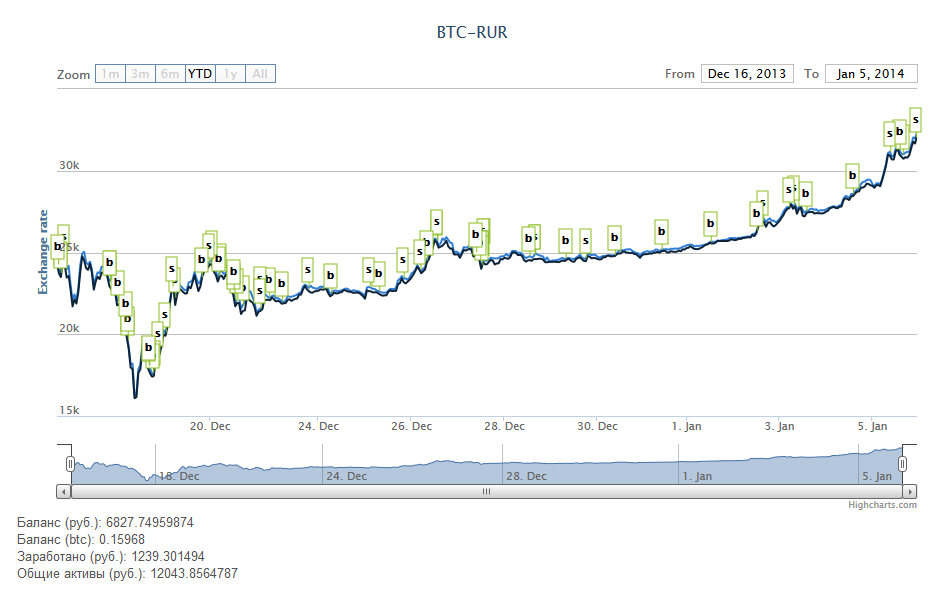 BTC-RUR
Zoom 1m 3m 6m YTD 1y All From Dec 16, 2013 To Jan 5, 2014
Exchange rate
30k
25k
20k
15k
b s b b b b b s b s s b s b b b s s b b s b s b s s b s b b s b s b b b b s s b b s b s
20. Dec 24. Dec 26. Dec 28. Dec 30. Dec 1. Jan 3. Jan 5. Jan
18. Dec 24. Dec 28. Dec 1. Jan 5. Jan
Highcharts.com
Баланс (руб.): 6827.74959874
Баланс (btc): 0.15968
Заработано (руб.): 1239.301494
Общие активы (руб.): 12043.8564787